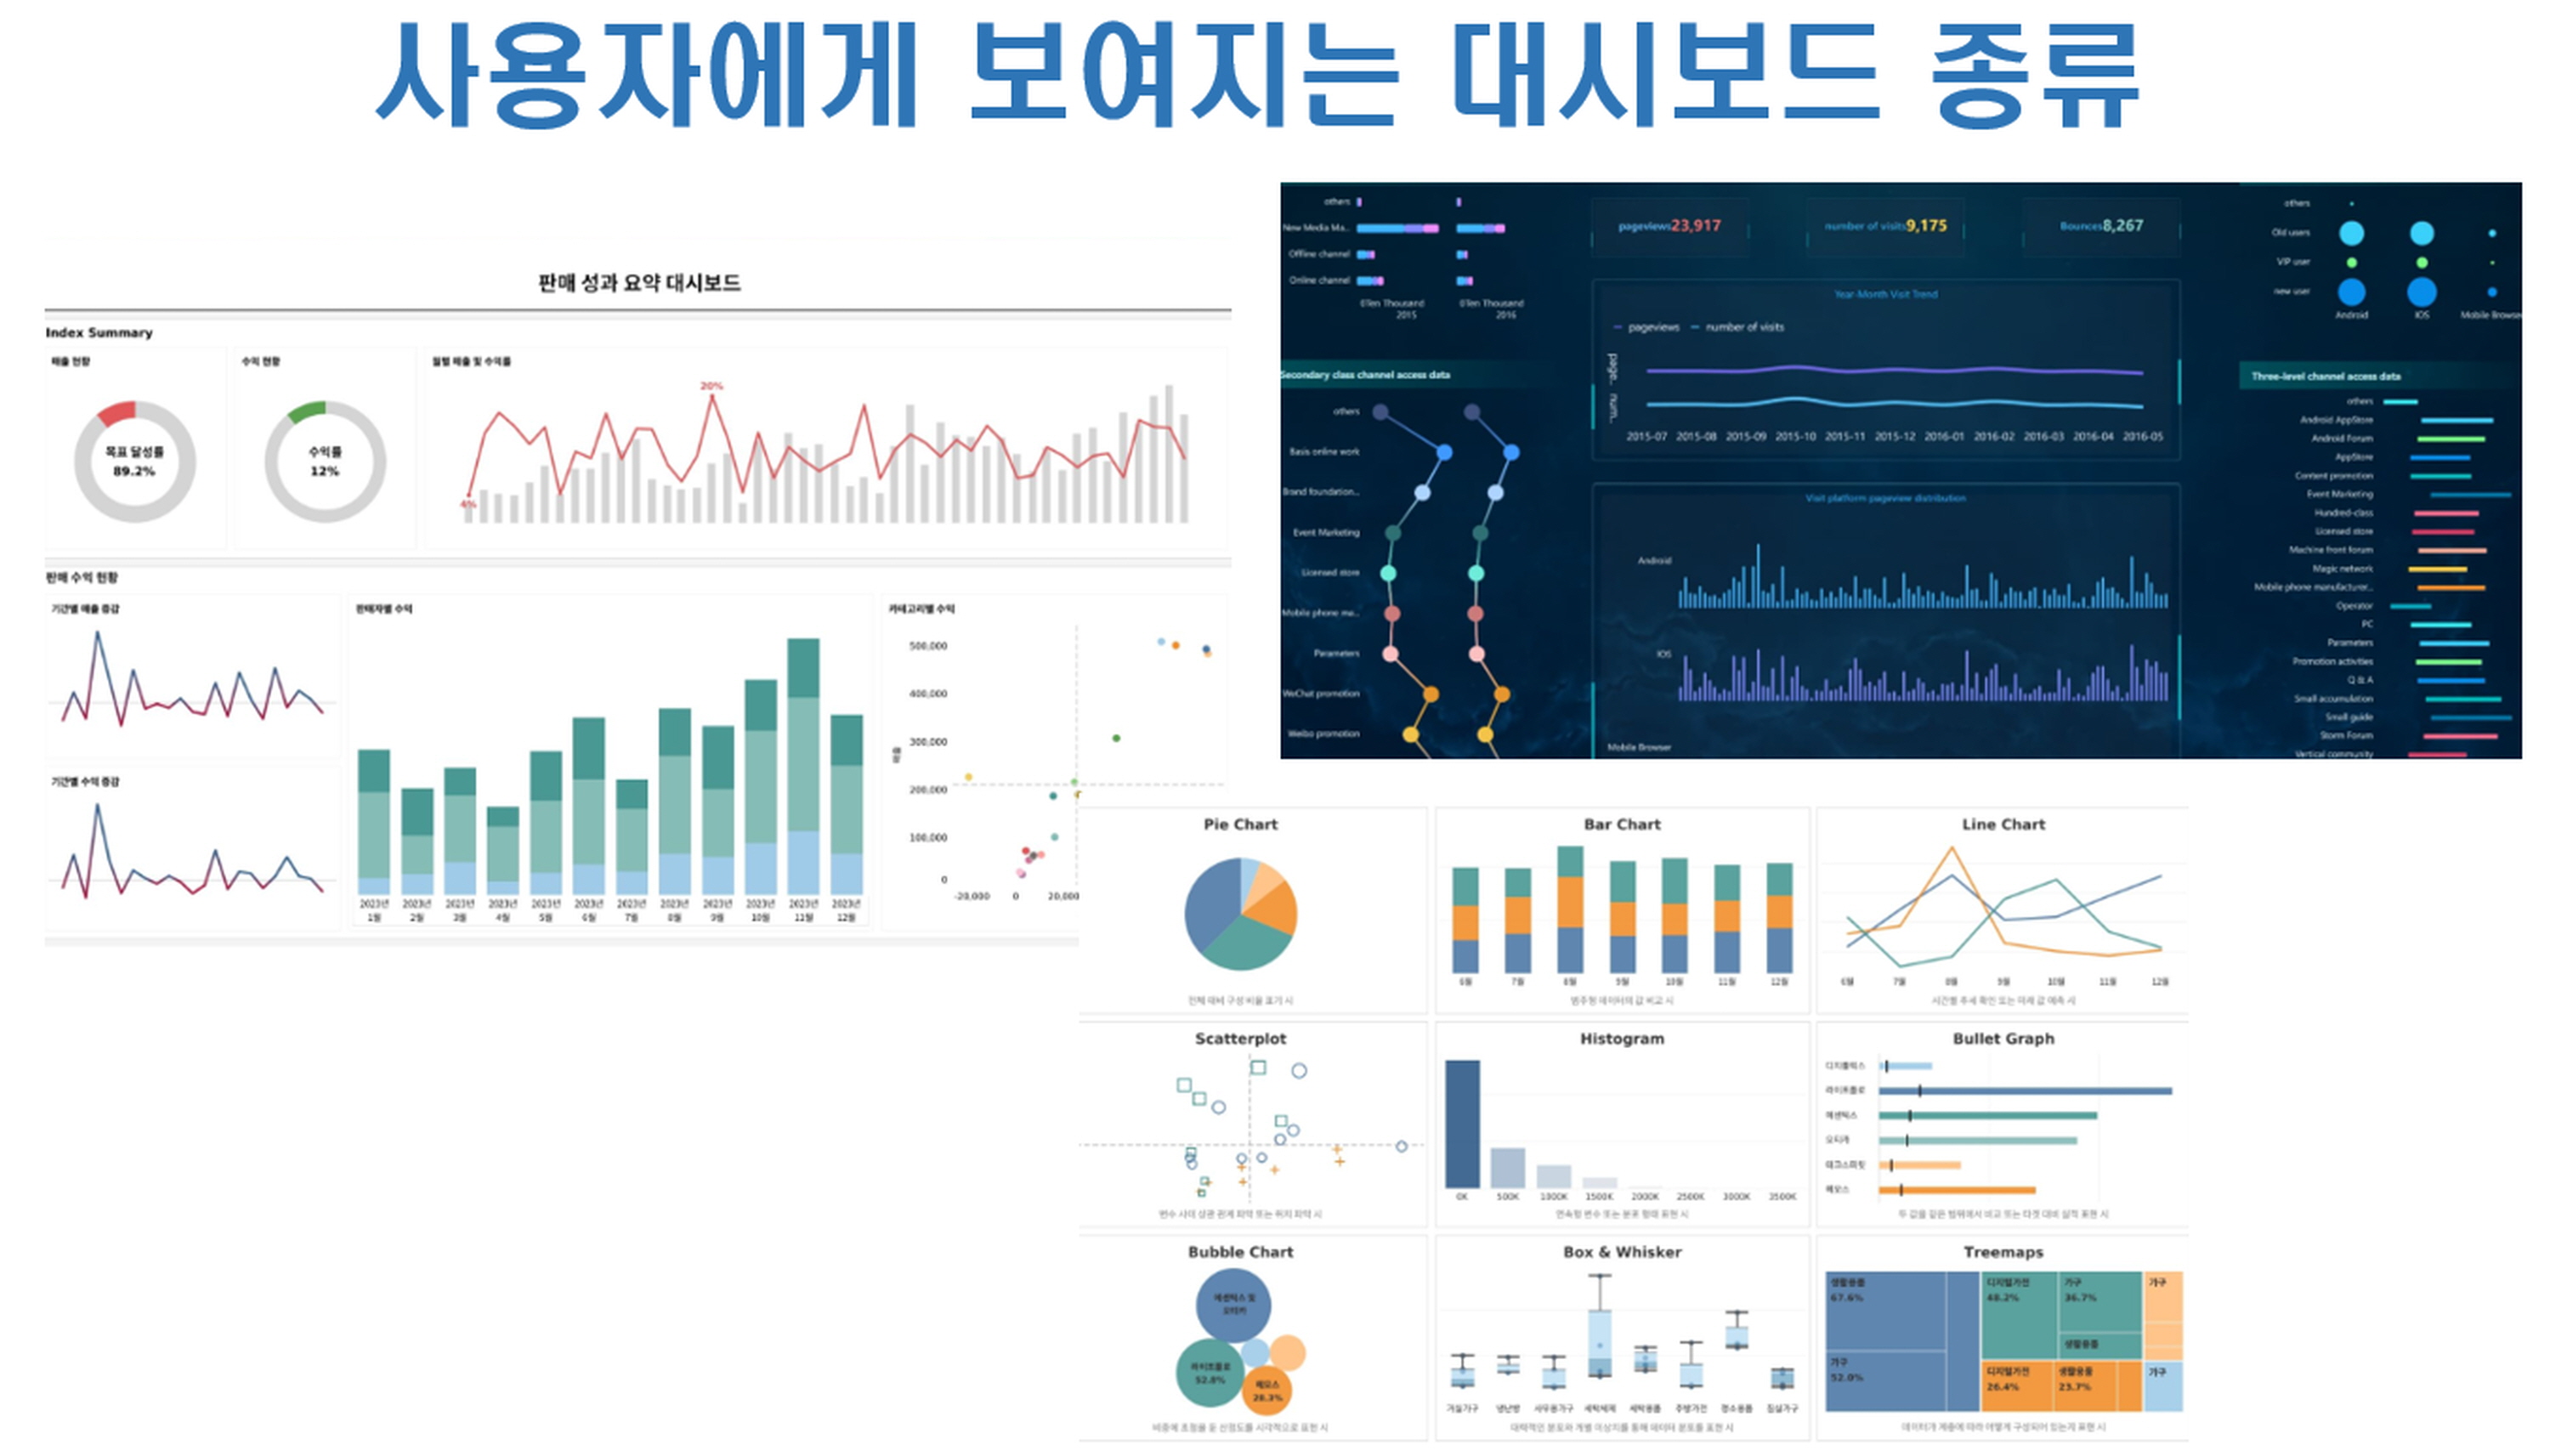 사용자에게 보여지는 대시보드 종류
판매 성과 요약 대시보드
Index Summary
매출 현황
목표 달성률
89.2%
수익 현황
수익률
12%
월별 매출 및 수익률
20%
4%
판매 수익 현황
기간별 매출 증감
기간별 수익 증감
판매자별 수익
2023년 2023년 2023년 2023년 2023년 2023년 2023년 2023년 2023년 2023년 2023년 2023년
1월 2월 3월 4월 5월 6월 7월 8월 9월 10월 11월 12월
카테고리별 수익
매출
500,000
400,000
300,000
200,000
100,000
0
-20,000 0 20,000
others
New Media Ma...
Offline channel
Online channel
0Ten Thousand 0Ten Thousand
2015 2016
Secondary class channel access data
others
Basis online work
Brand foundation...
Event Marketing
Licensed store
Mobile phone me...
Parameters
WeChat promotion
Weibo promotion
pageviews23,917
number of visits9,175
Bounces8,267
Year-Month Visit Trend
pageviews number of visits
page...
num...
2015-07 2015-08 2015-09 2015-10 2015-11 2015-12 2016-01 2016-02 2016-03 2016-04 2016-05
Visit platform pageview distribution
Android
IOS
Mobile Browser
others
Old users
VIP user
new user
Android IOS Mobile Browser
Three-level channel access data
others
Android AppStore
Android Forum
AppStore
Content promotion
Event Marketing
Hundred-class
Licensed store
Machine front forum
Magic network
Mobile phone manufacturer...
Operator
PC
Parameters
Promotion activities
Q & A
Small accumulation
Small guide
Storm Forum
Vertical community
Pie Chart
전체 대비 구성 비율 표기 시
Bar Chart
6월 7월 8월 9월 10월 11월 12월
범주형 데이터의 값 비교 시
Line Chart
6월 7월 8월 9월 10월 11월 12월
시간별 추세 확인 또는 미래 값 예측 시
Scatterplot
변수 사이 상관 관계 파악 또는 위치 파악 시
Histogram
0K 500K 1000K 1500K 2000K 2500K 3000K 3500K
연속형 변수 또는 분포 형태 표현 시
Bullet Graph
디지플릭스
라이프플로
에센틱스
오티카
테그스피릿
헤모스
두 값을 같은 범위에서 비교 또는 타겟 대비 실적 표현 시
Bubble Chart
에센틱스 및
오티카
라이프플로
52.8%
헤모스
28.3%
비중에 초점을 둔 선점도를 시각적으로 표현 시
Box & Whisker
거실가구 냉난방 사무용가구 세탁세제 세탁용품 주방가전 청소용품 침실가구
대략적인 분포와 개별 이상치를 통해 데이터 분포를 표현 시
Treemaps
생활용품
67.6%
가구
52.0%
디지털가전
48.2%
가구
36.7%
생활용품
가구
디지털가전
26.4%
생활용품
23.7%
가구
데이터가 계층에 따라 어떻게 구성되어 있는지 표현 시